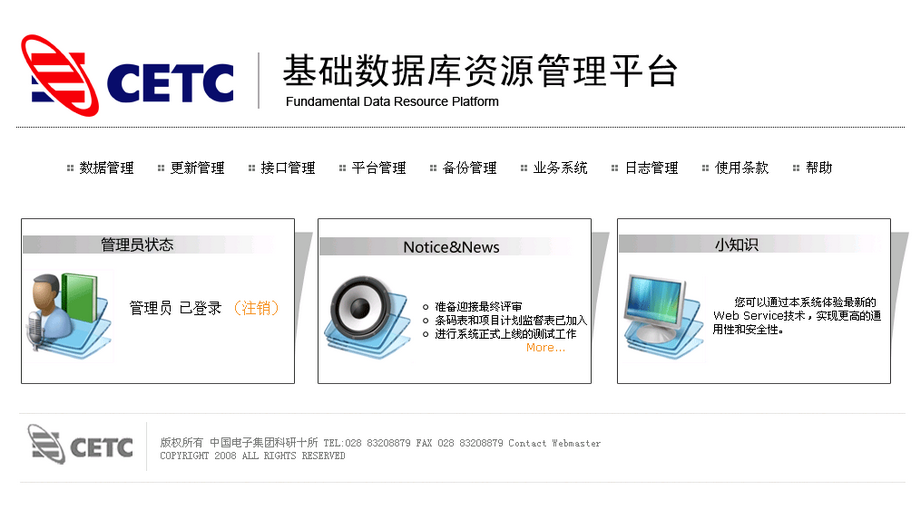 CETC
基础数据库资源管理平台
Fundamental Data Resource Platform
数据管理 更新管理 接口管理 平台管理 备份管理 业务系统 日志管理 使用条款 帮助
管理员状态
管理员 已登录 （注销）
Notice&News
准备迎接最终评审
条码表和项目计划监督表已加入
进行系统正式上线的测试工作
More...
小知识
您可以通过本系统体验最新的
Web Service技术，实现更高的通
用性和安全性。
CETC
版权所有 中国电子集团科研十所 TEL:028 83208879 FAX 028 83208879 Contact Webmaster
COPYRIGHT 2008 ALL RIGHTS RESERVED